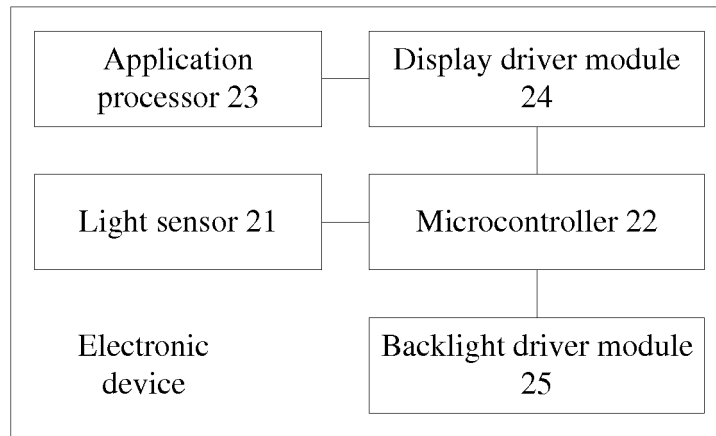 Application
processor 23
Display driver module
24
Light sensor 21
Microcontroller 22
Electronic
device
Backlight driver module
25